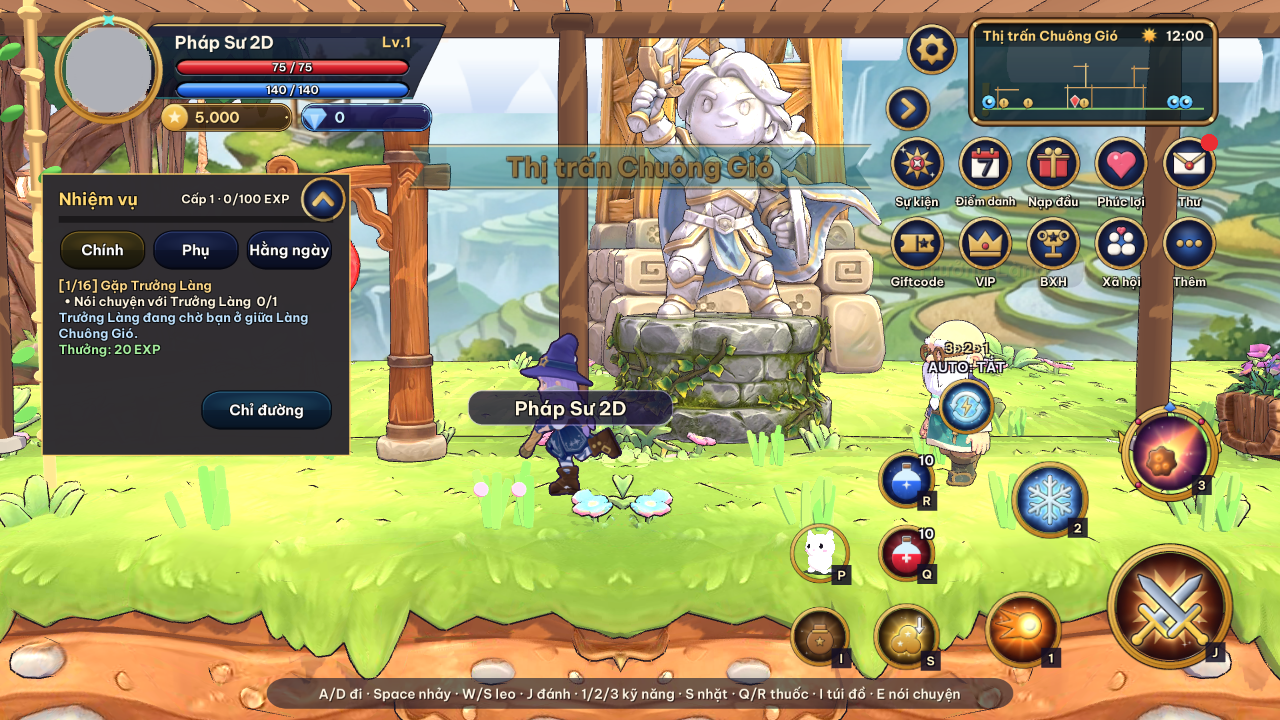 Pháp Sư 2D
Lv.1
75 / 75
140 / 140
5.000
0
Thị trấn Chuông Gió
12:00
Thị trấn Chuông Gió
Sự kiện
7
Điểm danh
Nạp đầu
Phúc lợi
Thư
Giftcode
VIP
BXH
Xã hội
Thêm
Nhiệm vụ
Cấp 1 · 0/100 EXP
Chính
Phụ
Hằng ngày
[1/16] Gặp Trưởng Làng
• Nói chuyện với Trưởng Làng 0/1
Trưởng Làng đang chờ bạn ở giữa Làng
Chuông Gió.
Thưởng: 20 EXP
Chỉ đường
Pháp Sư 2D
3>2>1
AUTO: TẮT
10
R
2
3
10
Q
P
I
S
1
J
A/D đi · Space nhảy · W/S leo · J đánh · 1/2/3 kỹ năng · S nhặt · Q/R thuốc · I túi đồ · E nói chuyện